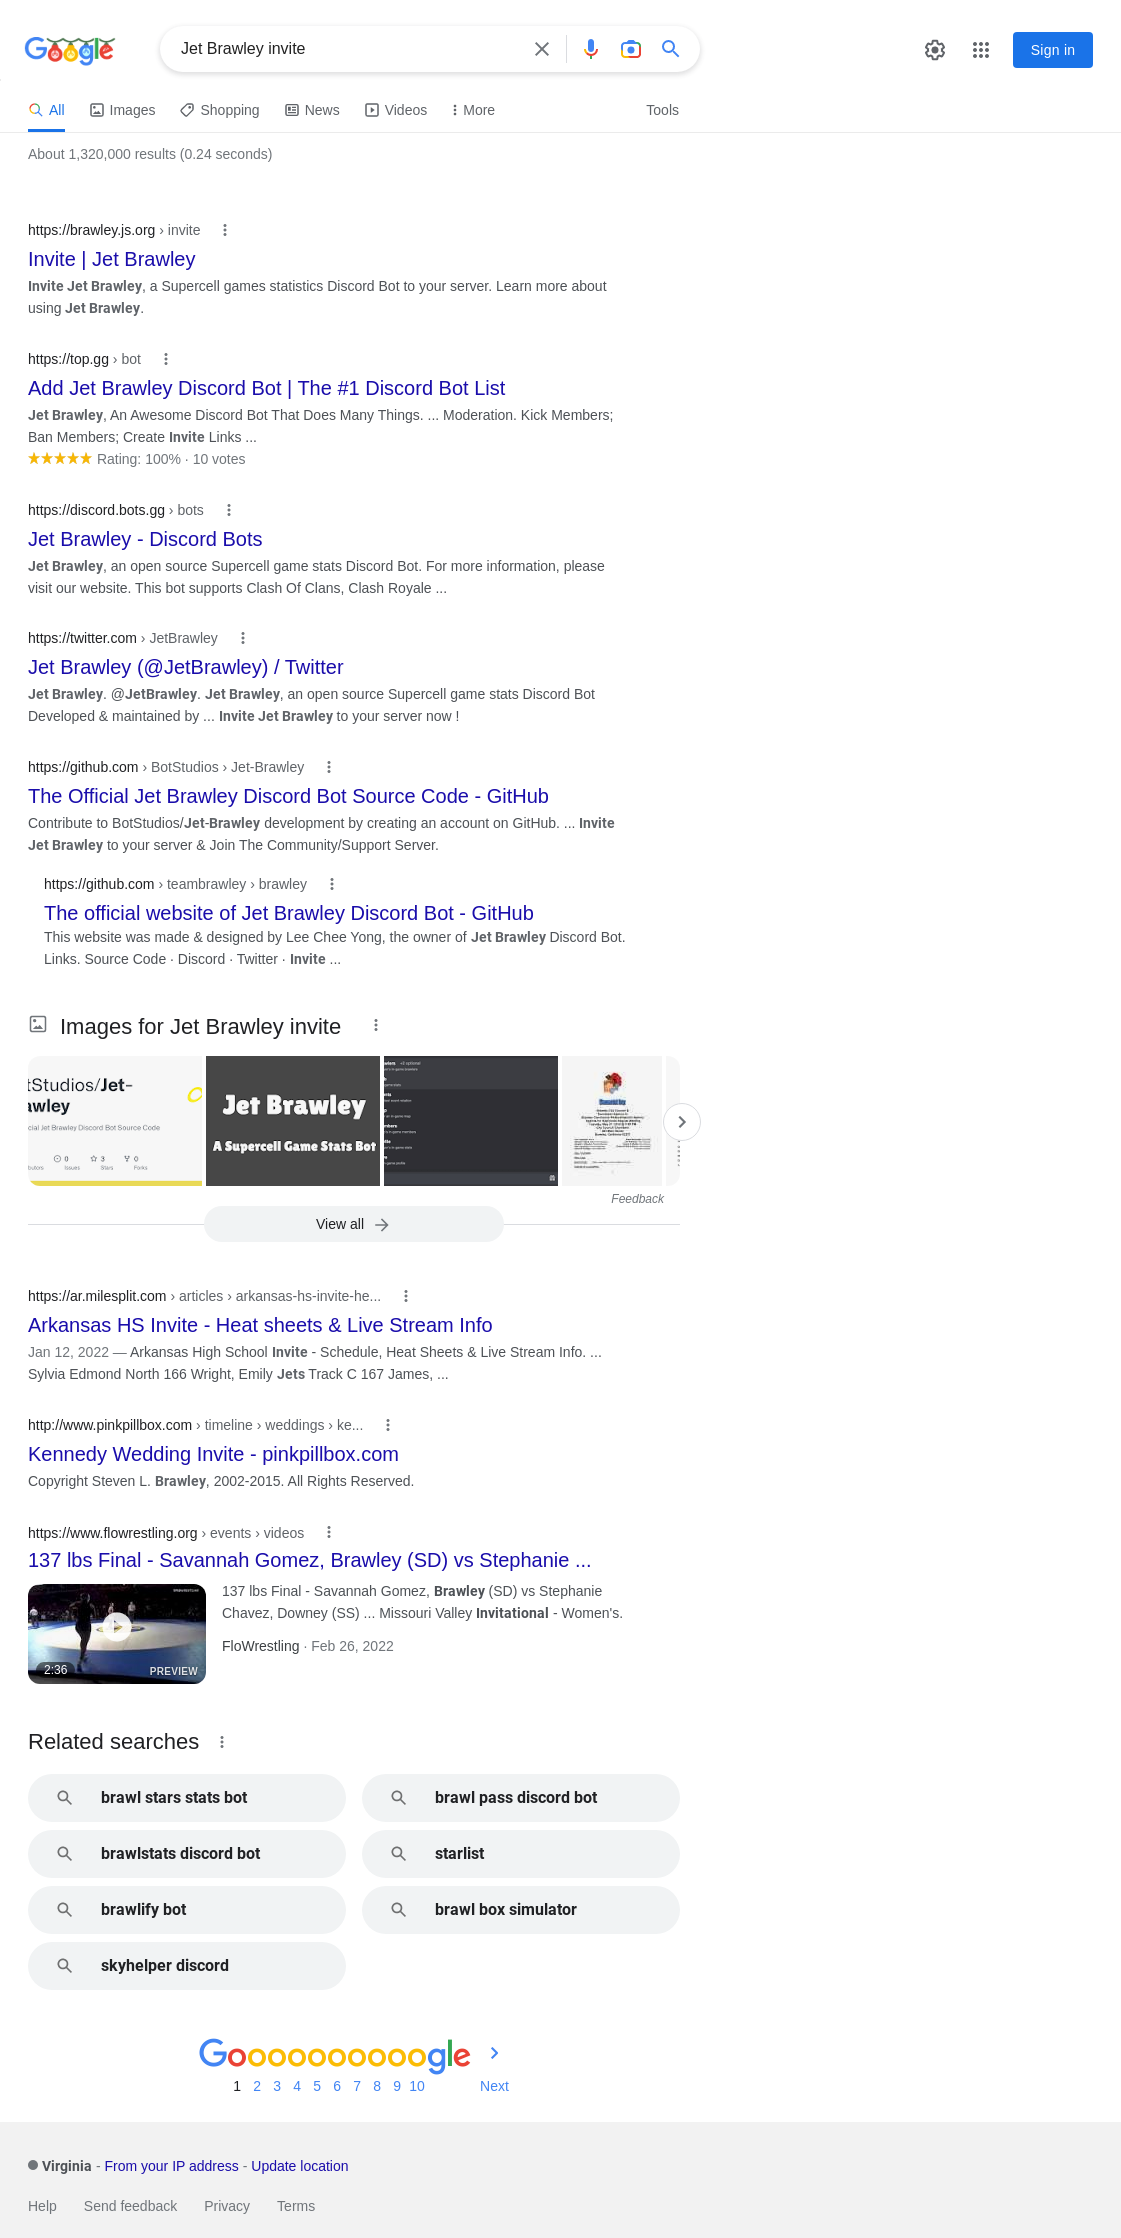 Google
Jet Brawley invite
Sign in
All
Images
Shopping
News
Videos
More
Tools
About 1,320,000 results (0.24 seconds)
https://brawley.js.org › invite
Invite | Jet Brawley
Invite Jet Brawley, a Supercell games statistics Discord Bot to your server. Learn more about
using Jet Brawley.
https://top.gg › bot
Add Jet Brawley Discord Bot | The #1 Discord Bot List
Jet Brawley, An Awesome Discord Bot That Does Many Things. ... Moderation. Kick Members;
Ban Members; Create Invite Links ...
Rating: 100% · 10 votes
https://discord.bots.gg › bots
Jet Brawley - Discord Bots
Jet Brawley, an open source Supercell game stats Discord Bot. For more information, please
visit our website. This bot supports Clash Of Clans, Clash Royale ...
https://twitter.com › JetBrawley
Jet Brawley (@JetBrawley) / Twitter
Jet Brawley. @JetBrawley. Jet Brawley, an open source Supercell game stats Discord Bot
Developed & maintained by ... Invite Jet Brawley to your server now !
https://github.com › BotStudios › Jet-Brawley
The Official Jet Brawley Discord Bot Source Code - GitHub
Contribute to BotStudios/Jet-Brawley development by creating an account on GitHub. ... Invite
Jet Brawley to your server & Join The Community/Support Server.
https://github.com › teambrawley › brawley
The official website of Jet Brawley Discord Bot - GitHub
This website was made & designed by Lee Chee Yong, the owner of Jet Brawley Discord Bot.
Links. Source Code · Discord · Twitter · Invite ...
Images for Jet Brawley invite
tStudios/Jet-
awley
cial Jet Brawley Discord Bot Source Code
0 3 0
Issues Stars Forks
Jet Brawley
A Supercell Game Stats Bot
Feedback
View all
https://ar.milesplit.com › articles › arkansas-hs-invite-he...
Arkansas HS Invite - Heat sheets & Live Stream Info
Jan 12, 2022 — Arkansas High School Invite - Schedule, Heat Sheets & Live Stream Info. ...
Sylvia Edmond North 166 Wright, Emily Jets Track C 167 James, ...
http://www.pinkpillbox.com › timeline › weddings › ke...
Kennedy Wedding Invite - pinkpillbox.com
Copyright Steven L. Brawley, 2002-2015. All Rights Reserved.
https://www.flowrestling.org › events › videos
137 lbs Final - Savannah Gomez, Brawley (SD) vs Stephanie ...
2:36
PREVIEW
137 lbs Final - Savannah Gomez, Brawley (SD) vs Stephanie
Chavez, Downey (SS) ... Missouri Valley Invitational - Women's.
FloWrestling · Feb 26, 2022
Related searches
brawl stars stats bot
brawl pass discord bot
brawlstats discord bot
starlist
brawlify bot
brawl box simulator
skyhelper discord
Goooooooooogle
1 2 3 4 5 6 7 8 9 10 Next
Virginia - From your IP address - Update location
Help Send feedback Privacy Terms